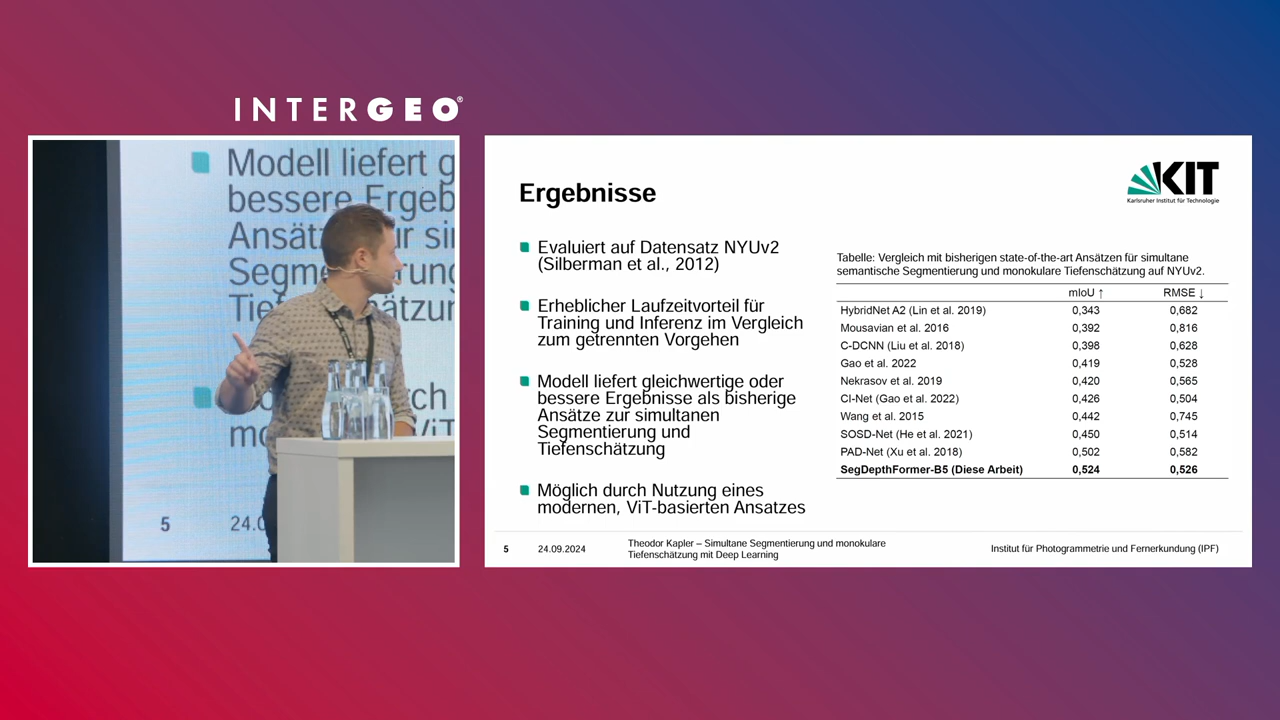 INTERGEO®
Modell liefert g
bessere Ergeb
Ansätz ür si
Segme rung
Tief hätzu
rch
mo ViT
5
24.0
KIT
Karlsruher Institut für Technologie
Ergebnisse
Evaluiert auf Datensatz NYUv2
(Silberman et al., 2012)
Erheblicher Laufzeitvorteil für
Training und Inferenz im Vergleich
zum getrennten Vorgehen
Modell liefert gleichwertige oder
bessere Ergebnisse als bisherige
Ansätze zur simultanen
Segmentierung und
Tiefenschätzung
Möglich durch Nutzung eines
modernen, ViT-basierten Ansatzes
Tabelle: Vergleich mit bisherigen state-of-the-art Ansätzen für simultane
semantische Segmentierung und monokulare Tiefenschätzung auf NYUv2.
mIoU ↑ RMSE ↓
HybridNet A2 (Lin et al. 2019) 0,343 0,682
Mousavian et al. 2016 0,392 0,816
C-DCNN (Liu et al. 2018) 0,398 0,628
Gao et al. 2022 0,419 0,528
Nekrasov et al. 2019 0,420 0,565
CI-Net (Gao et al. 2022) 0,426 0,504
Wang et al. 2015 0,442 0,745
SOSD-Net (He et al. 2021) 0,450 0,514
PAD-Net (Xu et al. 2018) 0,502 0,582
SegDepthFormer-B5 (Diese Arbeit) 0,524 0,526
5 24.09.2024
Theodor Kapler – Simultane Segmentierung und monokulare
Tiefenschätzung mit Deep Learning
Institut für Photogrammetrie und Fernerkundung (IPF)